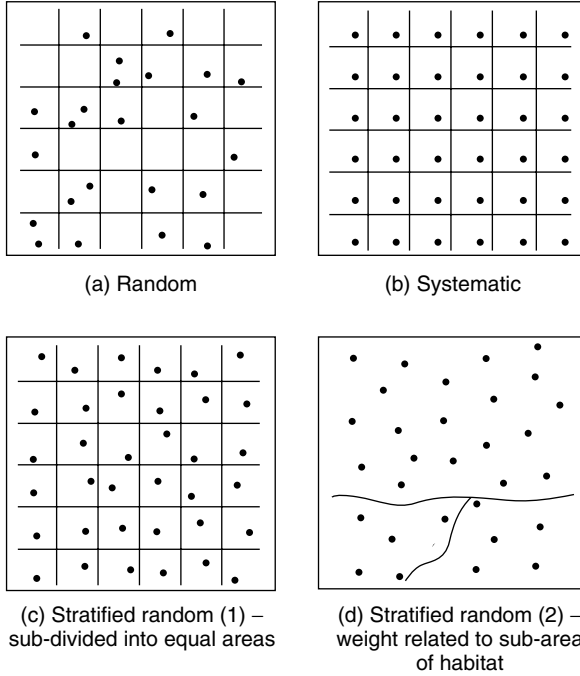 (a) Random
(b) Systematic
(c) Stratified random (1) –
sub-divided into equal areas
(d) Stratified random (2) –
weight related to sub-area
of habitat